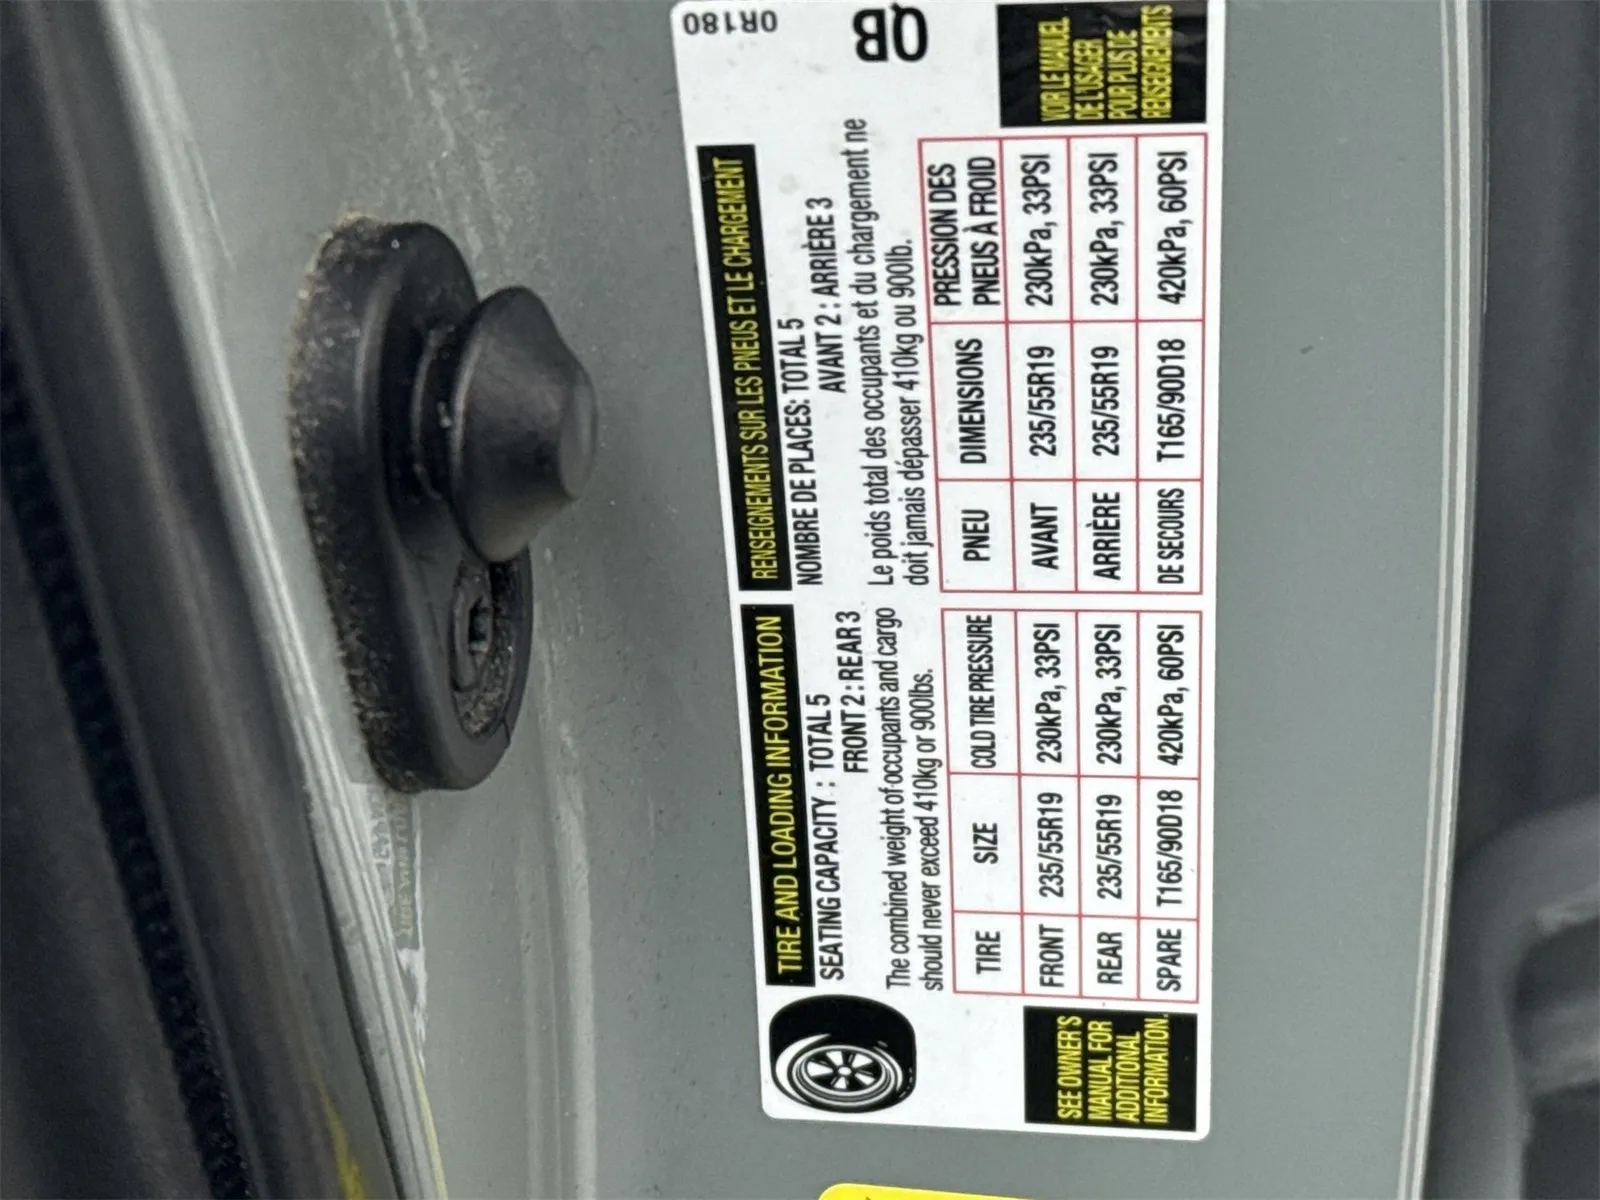 TIRE AND LOADING INFORMATION
SEATING CAPACITY : TOTAL 5
FRONT 2 : REAR 3
The combined weight of occupants and cargo
should never exceed 410kg or 900lbs.
TIRE SIZE COLD TIRE PRESSURE
FRONT 235/55R19 230kPa, 33PSI
REAR 235/55R19 230kPa, 33PSI
SPARE T165/90D18 420kPa, 60PSI
SEE OWNER'S
MANUAL FOR
ADDITIONAL
INFORMATION.
RENSEIGNEMENTS SUR LES PNEUS ET LE CHARGEMENT
NOMBRE DE PLACES: TOTAL 5
AVANT 2 : ARRIÈRE 3
Le poids total des occupants et du chargement ne
doit jamais dépasser 410kg ou 900lb.
PNEU DIMENSIONS PRESSION DES
PNEUS À FROID
AVANT 235/55R19 230kPa, 33PSI
ARRIÈRE 235/55R19 230kPa, 33PSI
DE SECOURS T165/90D18 420kPa, 60PSI
0R180
QB
VOIR LE MANUEL
DE L'USAGER
POUR PLUS DE
RENSEIGNEMENTS